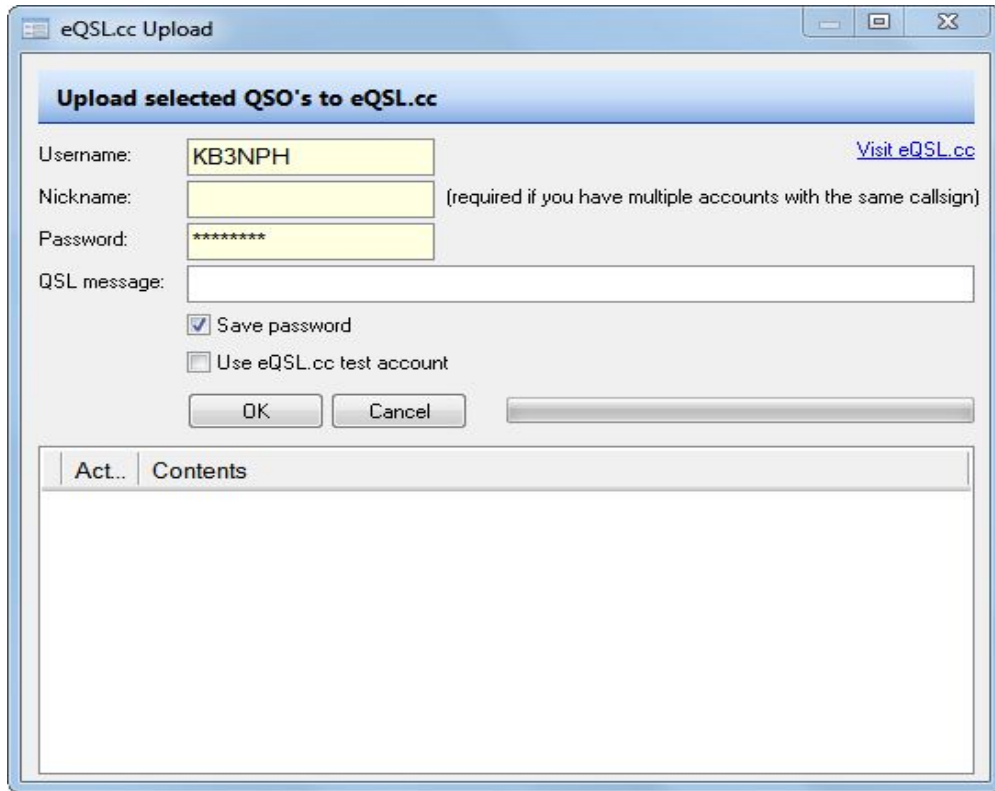 eQSL.cc Upload
Upload selected QSO's to eQSL.cc
Username: KB3NPH Visit eQSL.cc
Nickname: (required if you have multiple accounts with the same callsign)
Password: ********
QSL message:
Save password
Use eQSL.cc test account
OK Cancel
Act... Contents